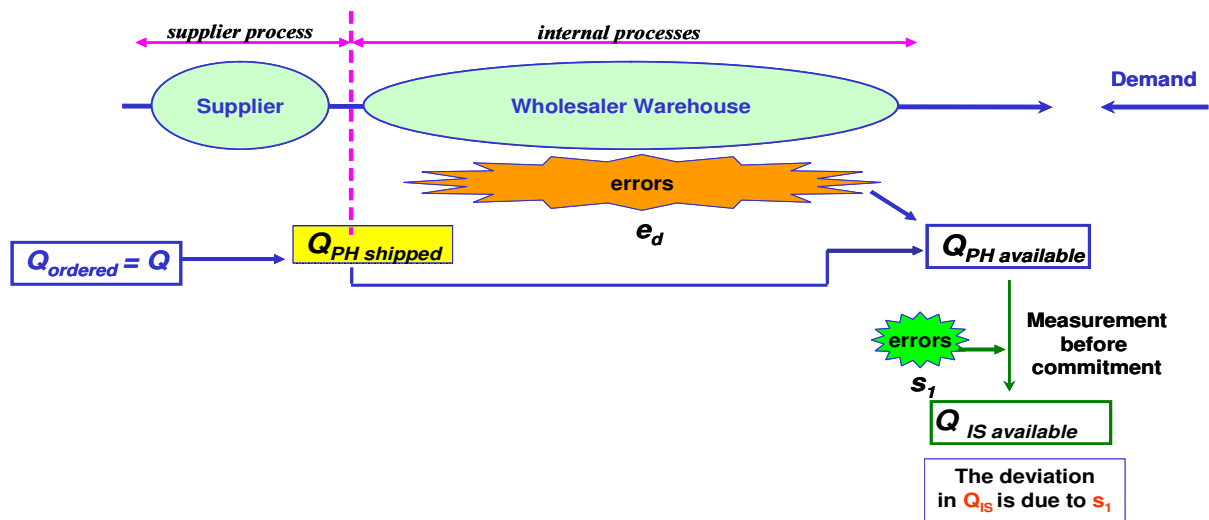 supplier process
internal processes
Supplier
Wholesaler Warehouse
Demand
errors
e_d
Q_ordered = Q
Q_PH shipped
Q_PH available
errors
s_1
Measurement
before
commitment
Q IS available
The deviation
in Q_IS is due to s_1